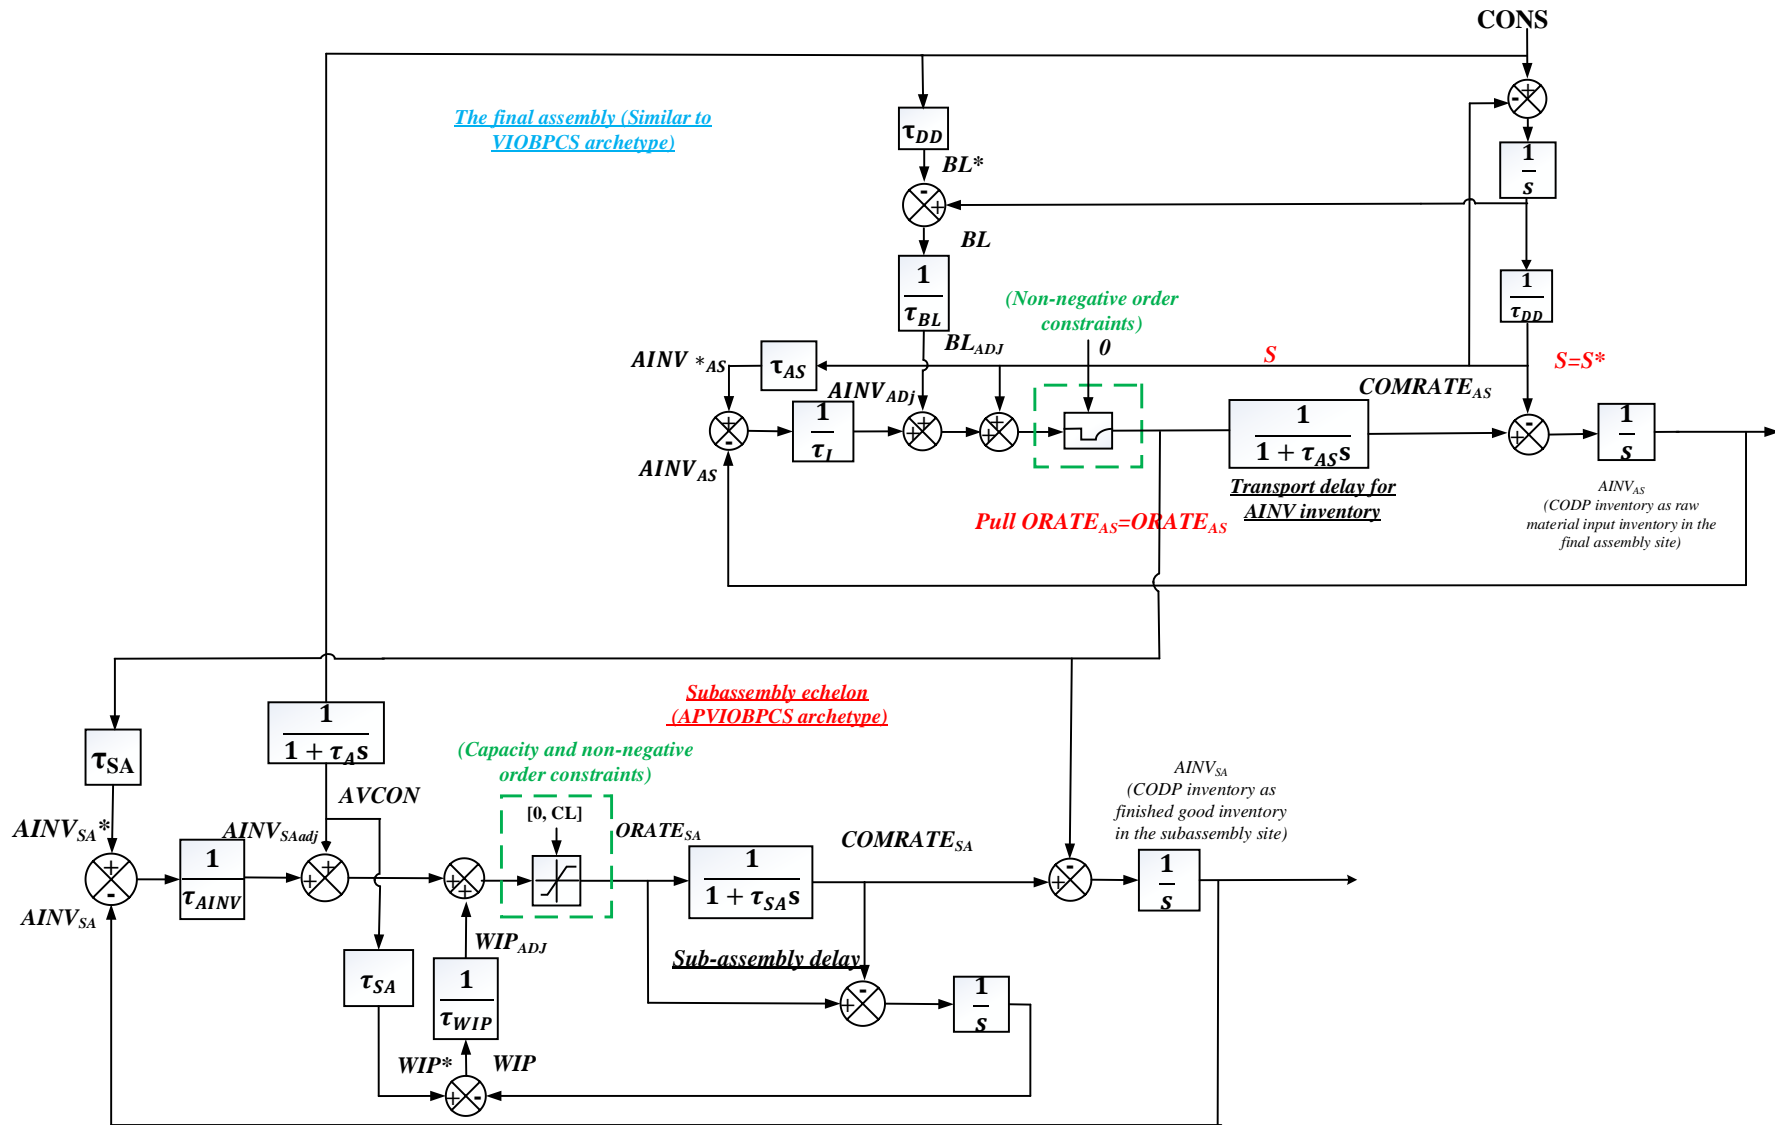 CONS
The final assembly (Similar to
VIOBPCS archetype)
τDD
BL*
-
+
-
+
1
s
BL
1
τBL
1
τDD
(Non-negative order
constraints)
0
BLADJ
S
S=S*
AINV *AS
τAS
AINVADj
COMRATEAS
+
-
1
τI
+
+
+
+
1
1 + τASs
-
+
1
s
AINVAS
Transport delay for
AINV inventory
Pull ORATEAS=ORATEAS
AINVAS
(CODP inventory as raw
material input inventory in the
final assembly site)
Subassembly echelon
(APVIOBPCS archetype)
τSA
1
1 + τAs
(Capacity and non-negative
order constraints)
AVCON
AINVSA
(CODP inventory as
finished good inventory
in the subassembly site)
[0, CL]
AINVSA*
AINVSAadj
ORATESA
COMRATESA
+
-
1
τAINV
+
+
+
+
1
1 + τSAs
-
+
1
s
AINVSA
WIPADJ
Sub-assembly delay
τSA
1
τWIP
-
+
1
s
WIP*
WIP
+
-